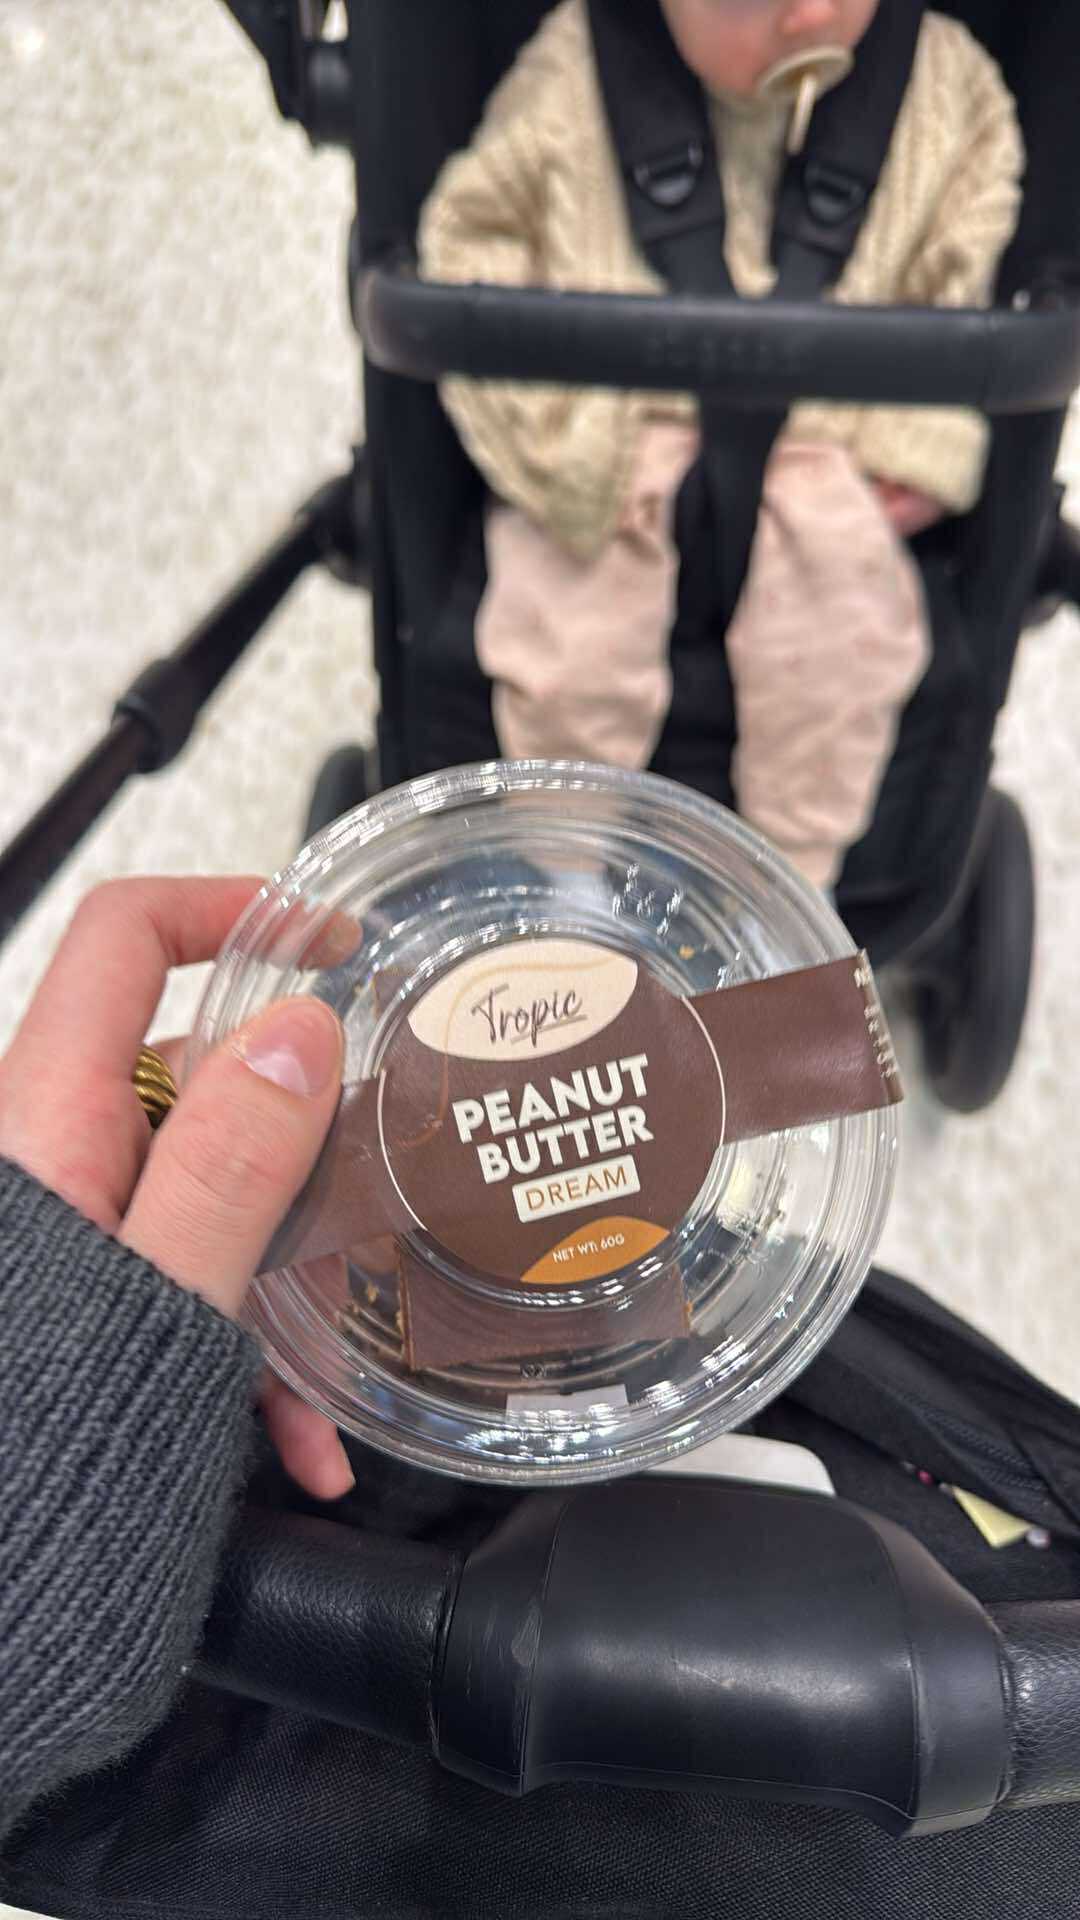 Tropic
PEANUT
BUTTER
DREAM
NET WT: 60G